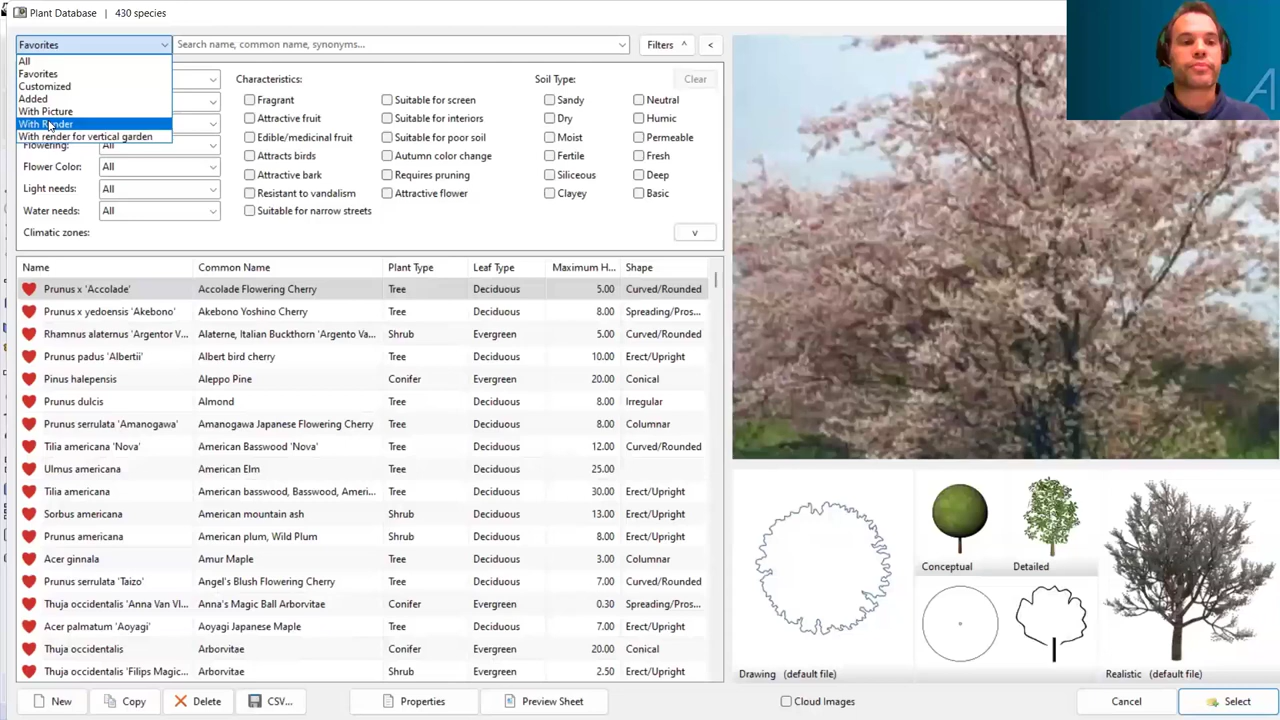 Plant Database | 430 species
Favorites Search name, common name, synonyms... Filters ^ <
All
Favorites
Customized
Added
With Picture
With Render
With render for vertical garden
Flowering: All
Flower Color: All
Light needs: All
Water needs: All
Climatic zones: v
Characteristics: Soil Type: Clear
Fragrant Suitable for screen Sandy Neutral
Attractive fruit Suitable for interiors Dry Humic
Edible/medicinal fruit Suitable for poor soil Moist Permeable
Attracts birds Autumn color change Fertile Fresh
Attractive bark Requires pruning Siliceous Deep
Resistant to vandalism Attractive flower Clayey Basic
Suitable for narrow streets
Name Common Name Plant Type Leaf Type Maximum H... Shape
Prunus x 'Accolade' Accolade Flowering Cherry Tree Deciduous 5.00 Curved/Rounded
Prunus x yedoensis 'Akebono' Akebono Yoshino Cherry Tree Deciduous 8.00 Spreading/Pros...
Rhamnus alaternus 'Argentor V... Alaterne, Italian Buckthorn 'Argento Va... Shrub Evergreen 5.00 Curved/Rounded
Prunus padus 'Albertii' Albert bird cherry Tree Deciduous 10.00 Erect/Upright
Pinus halepensis Aleppo Pine Conifer Evergreen 20.00 Conical
Prunus dulcis Almond Tree Deciduous 8.00 Irregular
Prunus serrulata 'Amanogawa' Amanogawa Japanese Flowering Cherry Tree Deciduous 8.00 Columnar
Tilia americana 'Nova' American Basswood 'Nova' Tree Deciduous 12.00 Curved/Rounded
Ulmus americana American Elm Tree Deciduous 25.00
Tilia americana American basswood, Basswood, Ameri... Tree Deciduous 30.00 Erect/Upright
Sorbus americana American mountain ash Shrub Deciduous 13.00 Erect/Upright
Prunus americana American plum, Wild Plum Shrub Deciduous 8.00 Erect/Upright
Acer ginnala Amur Maple Tree Deciduous 3.00 Columnar
Prunus serrulata 'Taizo' Angel's Blush Flowering Cherry Tree Deciduous 7.00 Curved/Rounded
Thuja occidentalis 'Anna Van Vl... Anna's Magic Ball Arborvitae Conifer Evergreen 0.30 Spreading/Pros...
Acer palmatum 'Aoyagi' Aoyagi Japanese Maple Tree Deciduous 7.00 Curved/Rounded
Thuja occidentalis Arborvitae Conifer Evergreen 20.00 Conical
Thuja occidentalis 'Filips Magic... Arborvitae Shrub Evergreen 2.50 Erect/Upright
Conceptual Detailed
Drawing (default file) Realistic (default file)
New Copy Delete CSV... Properties Preview Sheet Cloud Images Cancel Select